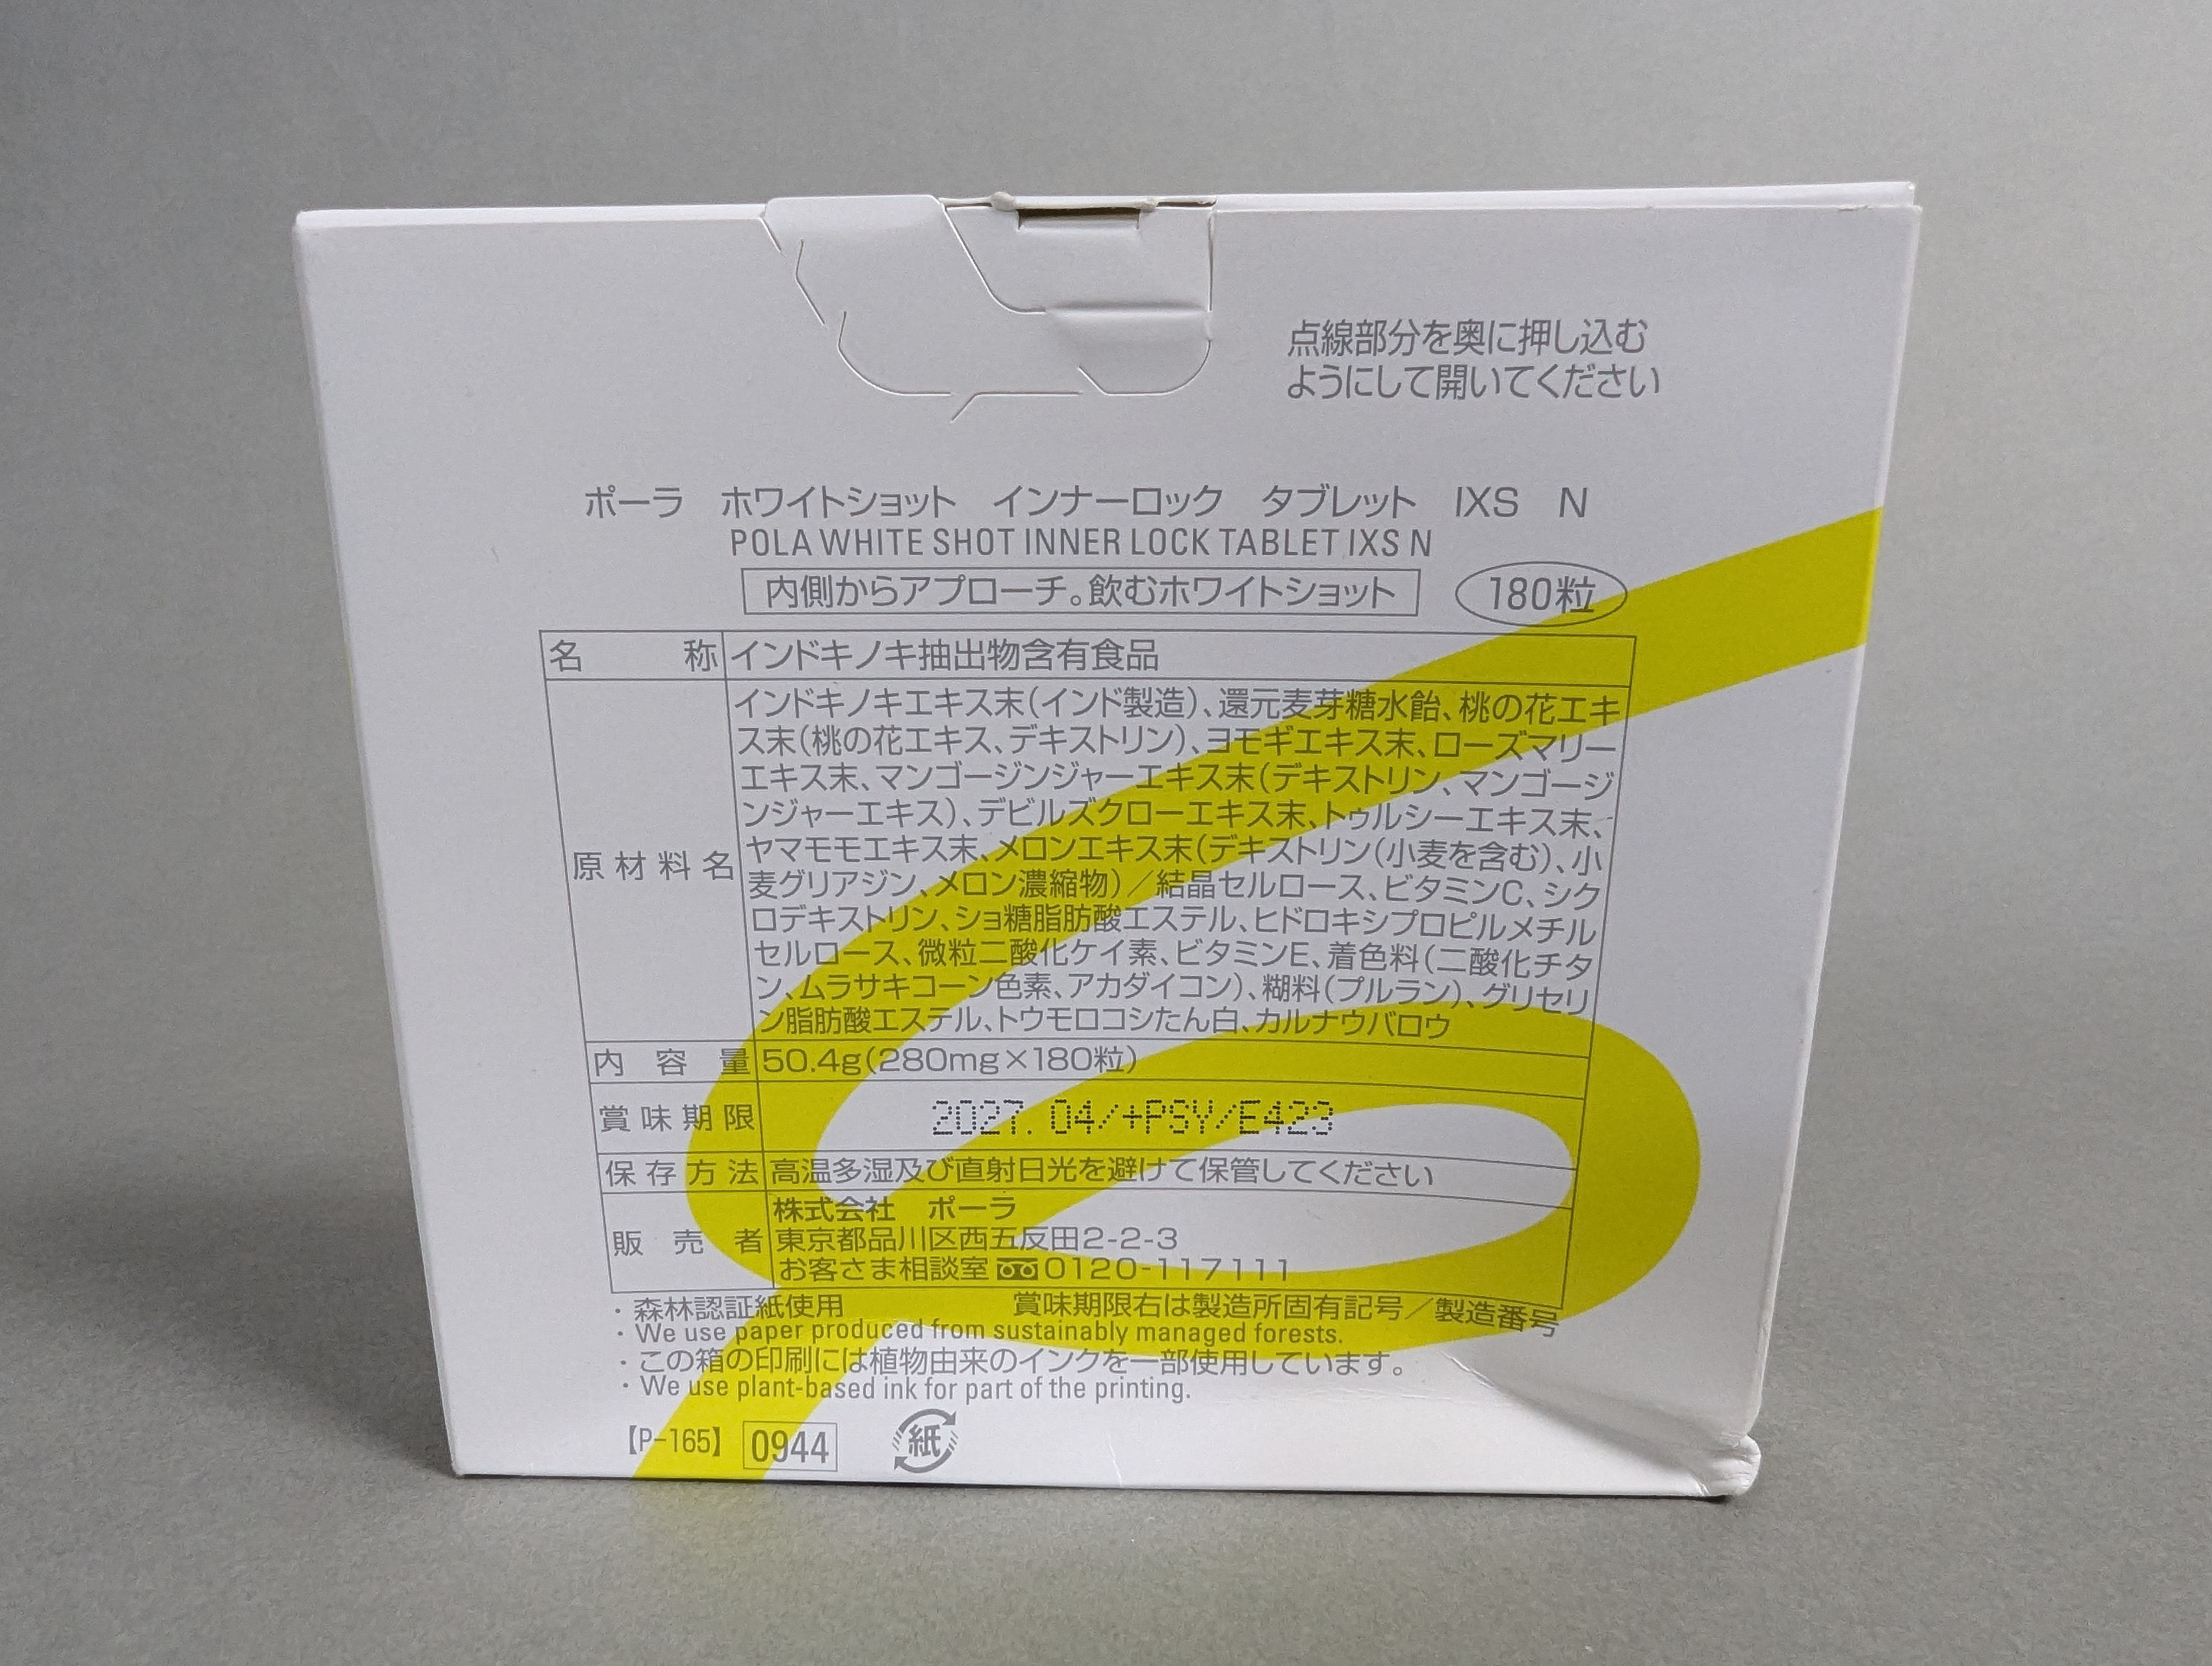 点線部分を奥に押し込む
ようにして開いてください
ポーラ ホワイトショット インナーロック タブレット IXS N
POLA WHITE SHOT INNER LOCK TABLET IXS N
内側からアプローチ。飲むホワイトショット 180粒
名称 インドキノキ抽出物含有食品
原材料名 インドキノキエキス末(インド製造)、還元麦芽糖水飴、桃の花エキ
ス末(桃の花エキス、デキストリン)、ヨモギエキス末、ローズマリー
エキス末、マンゴージンジャーエキス末(デキストリン、マンゴージ
ンジャーエキス)、デビルズクローエキス末、トゥルシーエキス末、
ヤマモモエキス末、メロンエキス末(デキストリン(小麦を含む)、小
麦グリアジン、メロン濃縮物)/結晶セルロース、ビタミンC、シク
ロデキストリン、ショ糖脂肪酸エステル、ヒドロキシプロピルメチル
セルロース、微粒二酸化ケイ素、ビタミンE、着色料(二酸化チタ
ン、ムラサキコーン色素、アカダイコン)、糊料(プルラン)、グリセリ
ン脂肪酸エステル、トウモロコシたん白、カルナウバロウ
内容量 50.4g(280mg×180粒)
賞味期限 2027. 04/+PSY/E423
保存方法 高温多湿及び直射日光を避けて保管してください
販売者 株式会社 ポーラ
東京都品川区西五反田2-2-3
お客さま相談室 0120-117111
・森林認証紙使用 賞味期限右は製造所固有記号/製造番号
・We use paper produced from sustainably managed forests.
・この箱の印刷には植物由来のインクを一部使用しています。
・We use plant-based ink for part of the printing.
【P-165】 0944 紙